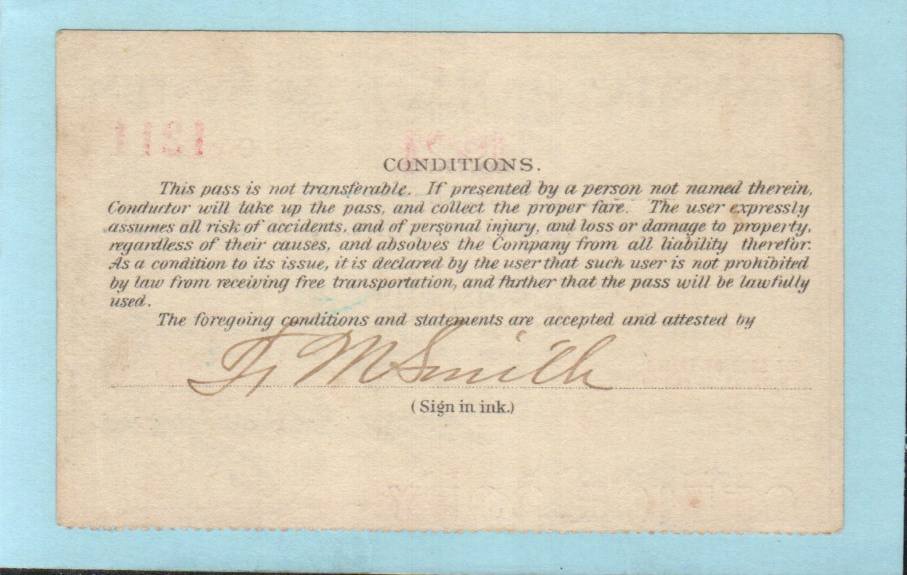 CONDITIONS.
This pass is not transferable. If presented by a person not named therein,
Conductor will take up the pass, and collect the proper fare. The user expressly
assumes all risk of accidents, and of personal injury, and loss or damage to property,
regardless of their causes, and absolves the Company from all liability therefor.
As a condition to its issue, it is declared by the user that such user is not prohibited
by law from receiving free transportation, and further that the pass will be lawfully
used.
The foregoing conditions and statements are accepted and attested by
M Smith
(Sign in ink.)